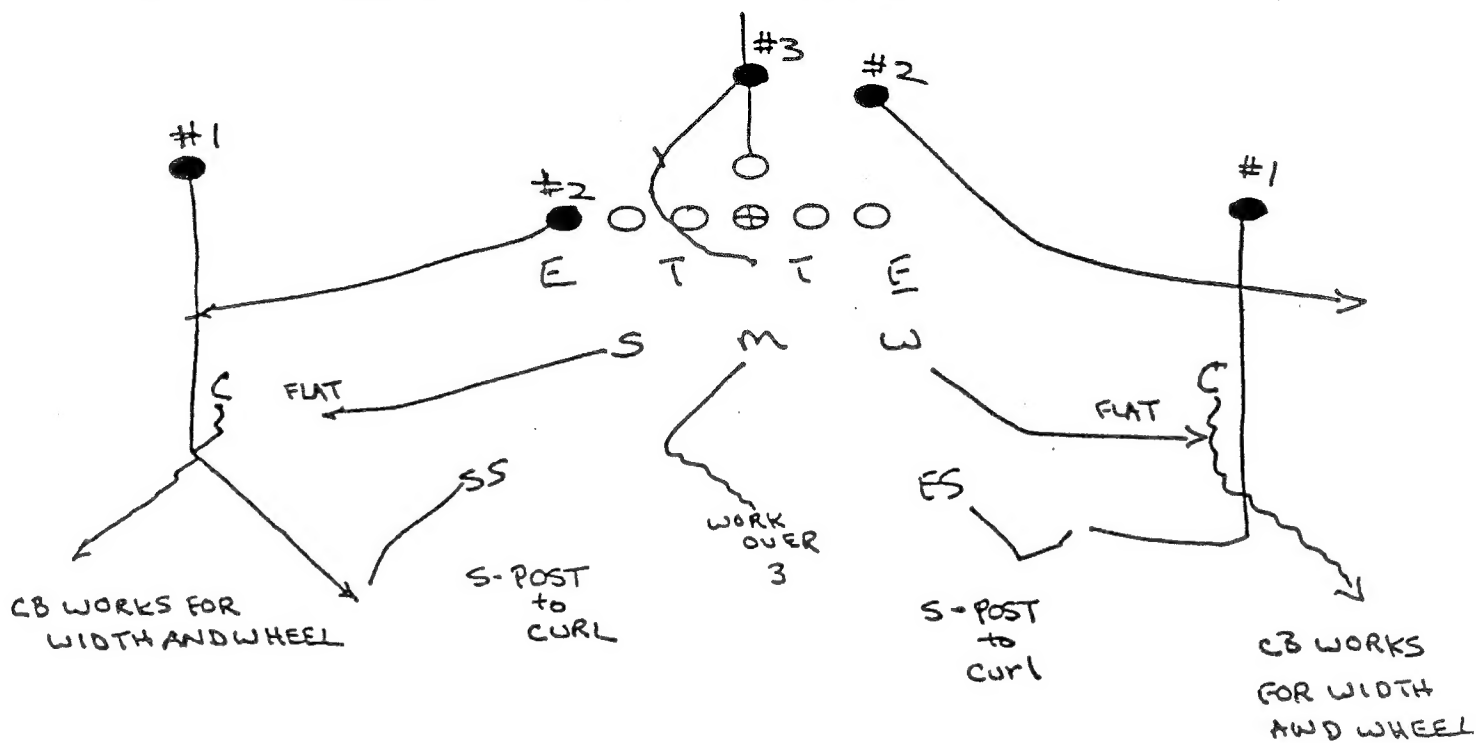 #3
#2
#1
#2
#1
E T T E
S M W
C
FLAT
C
FLAT
SS
FS
WORK
OVER
3
S-POST
to
CURL
CB WORKS FOR
WIDTH AND WHEEL
S-POST
to
Curl
CB WORKS
FOR WIDTH
AND WHEEL